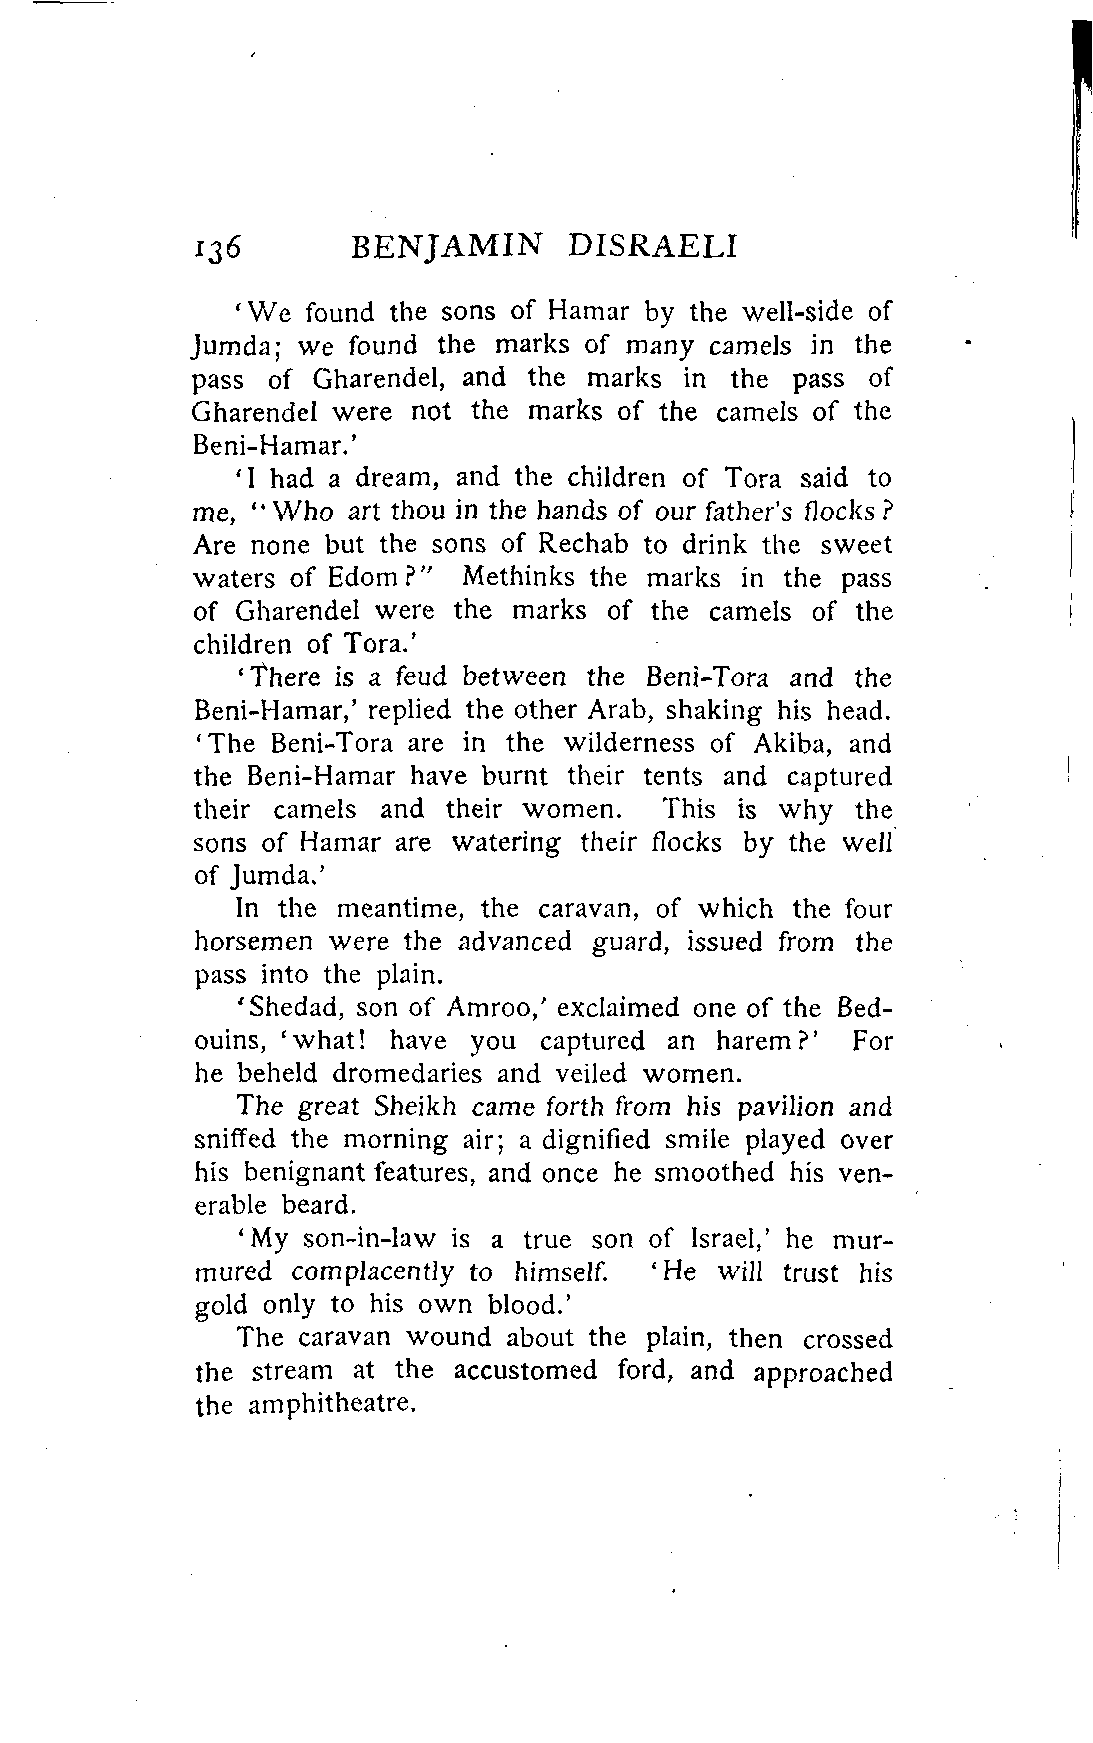 136 BENJAMIN DISRAELI
‘We found the sons of Hamar by the well-side of
Jumda; we found the marks of many camels in the
pass of Gharendel, and the marks in the pass of
Gharendel were not the marks of the camels of the
Beni-Hamar.’
‘I had a dream, and the children of Tora said to
me, “Who art thou in the hands of our father's flocks?
Are none but the sons of Rechab to drink the sweet
waters of Edom?” Methinks the marks in the pass
of Gharendel were the marks of the camels of the
children of Tora.’
‘There is a feud between the Beni-Tora and the
Beni-Hamar,’ replied the other Arab, shaking his head.
‘The Beni-Tora are in the wilderness of Akiba, and
the Beni-Hamar have burnt their tents and captured
their camels and their women. This is why the
sons of Hamar are watering their flocks by the well
of Jumda.’
In the meantime, the caravan, of which the four
horsemen were the advanced guard, issued from the
pass into the plain.
‘Shedad, son of Amroo,’ exclaimed one of the Bed-
ouins, ‘what! have you captured an harem?’ For
he beheld dromedaries and veiled women.
The great Sheikh came forth from his pavilion and
sniffed the morning air; a dignified smile played over
his benignant features, and once he smoothed his ven-
erable beard.
‘My son-in-law is a true son of Israel,’ he mur-
mured complacently to himself. ‘He will trust his
gold only to his own blood.’
The caravan wound about the plain, then crossed
the stream at the accustomed ford, and approached
the amphitheatre.